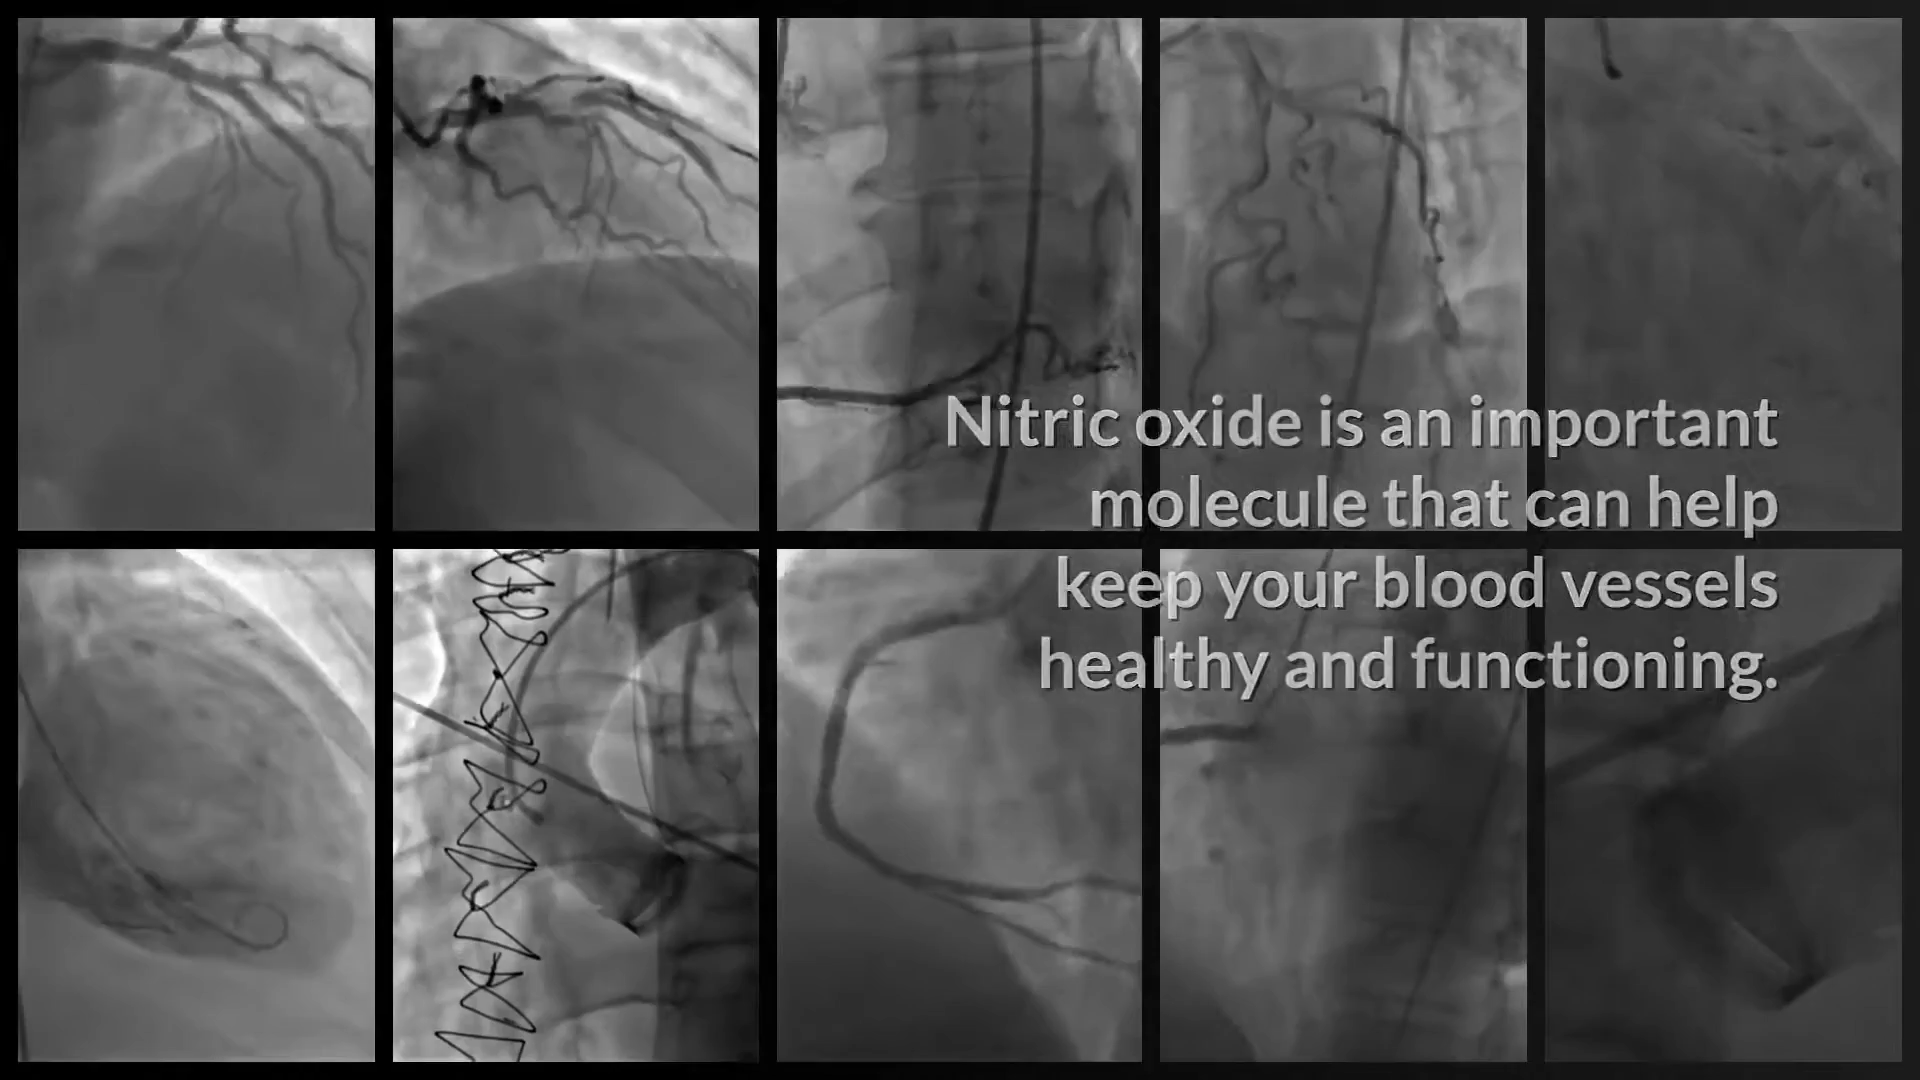 Nitric oxide is an important
molecule that can help
keep your blood vessels
healthy and functioning.